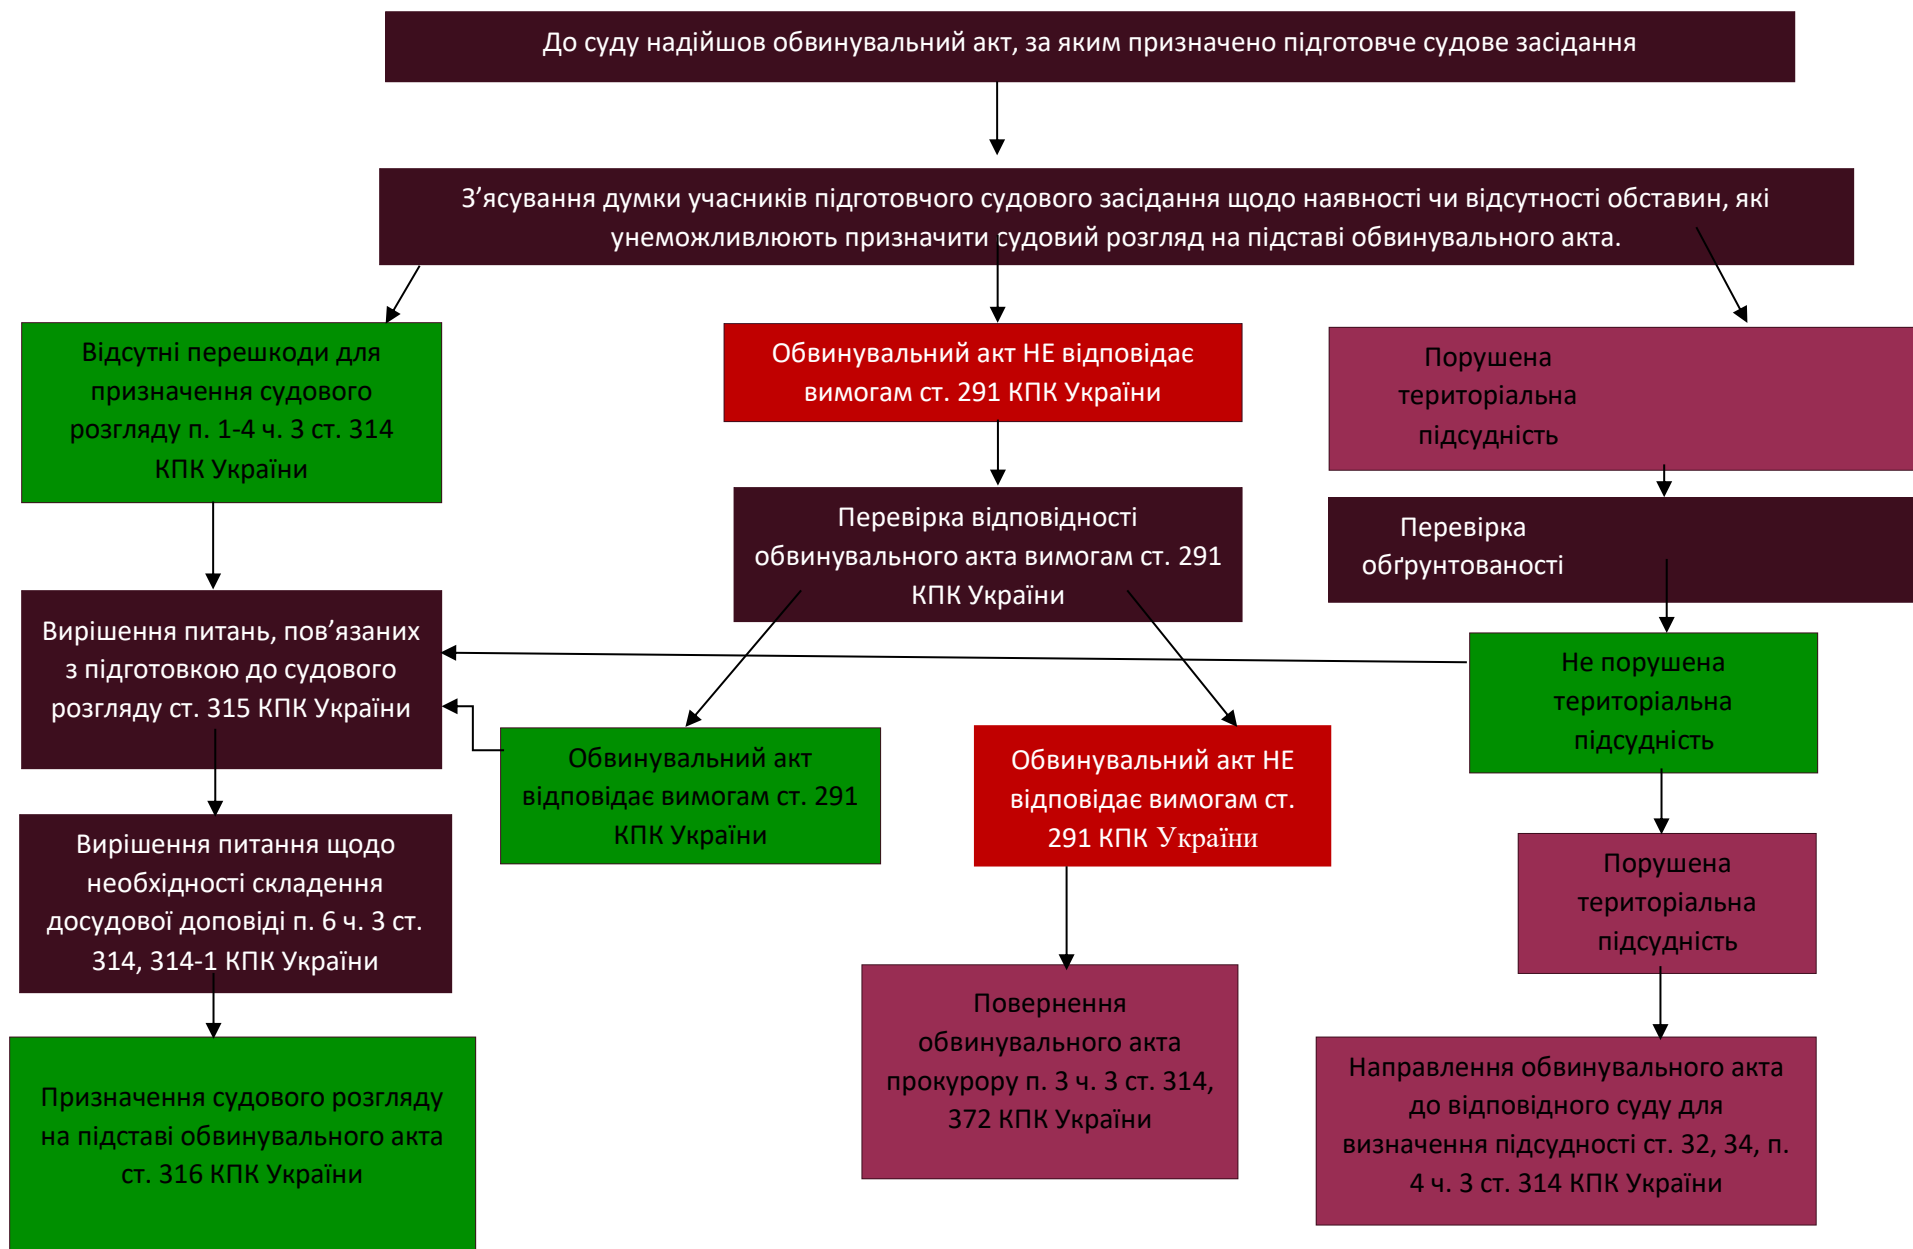 До суду надійшов обвинувальний акт, за яким призначено підготовче судове засідання
З’ясування думки учасників підготовчого судового засідання щодо наявності чи відсутності обставин, які
унеможливлюють призначити судовий розгляд на підставі обвинувального акта.
Відсутні перешкоди для
призначення судового
розгляду п. 1-4 ч. 3 ст. 314
КПК України
Обвинувальний акт НЕ відповідає
вимогам ст. 291 КПК України
Порушена
територіальна
підсудність
Перевірка відповідності
обвинувального акта вимогам ст. 291
КПК України
Перевірка
обґрунтованості
Вирішення питань, пов’язаних
з підготовкою до судового
розгляду ст. 315 КПК України
Не порушена
територіальна
підсудність
Обвинувальний акт
відповідає вимогам ст. 291
КПК України
Обвинувальний акт НЕ
відповідає вимогам ст.
291 КПК України
Вирішення питання щодо
необхідності складення
досудової доповіді п. 6 ч. 3 ст.
314, 314-1 КПК України
Порушена
територіальна
підсудність
Повернення
обвинувального акта
прокурору п. 3 ч. 3 ст. 314,
372 КПК України
Призначення судового розгляду
на підставі обвинувального акта
ст. 316 КПК України
Направлення обвинувального акта
до відповідного суду для
визначення підсудності ст. 32, 34, п.
4 ч. 3 ст. 314 КПК України